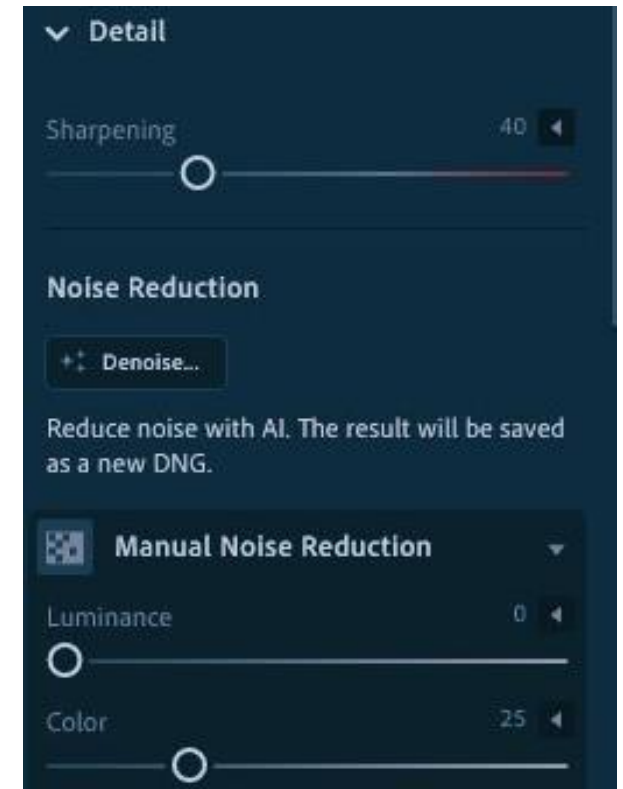 Detail
Sharpening 40
Noise Reduction
Denoise...
Reduce noise with AI. The result will be saved
as a new DNG.
Manual Noise Reduction
Luminance 0
Color 25